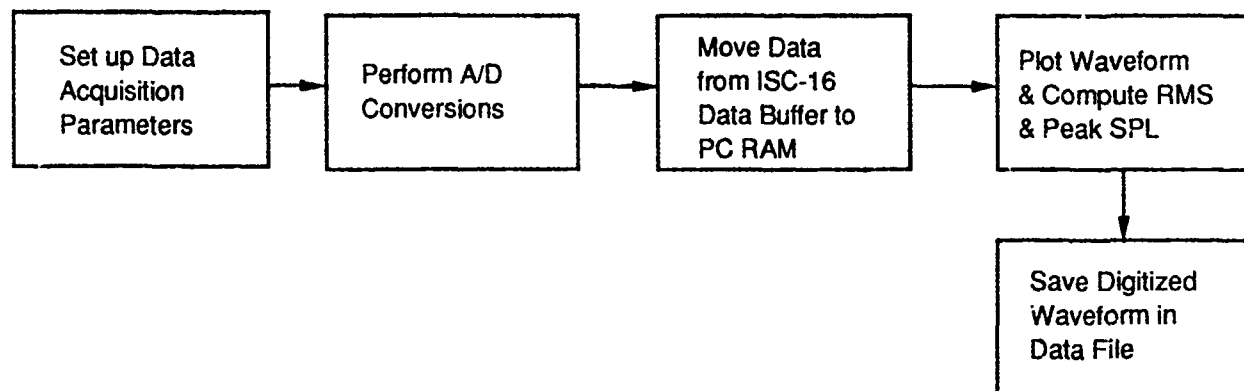 Set up Data
Acquisition
Parameters
Perform A/D
Conversions
Move Data
from ISC-16
Data Buffer to
PC RAM
Plot Waveform
& Compute RMS
& Peak SPL
Save Digitized
Waveform in
Data File